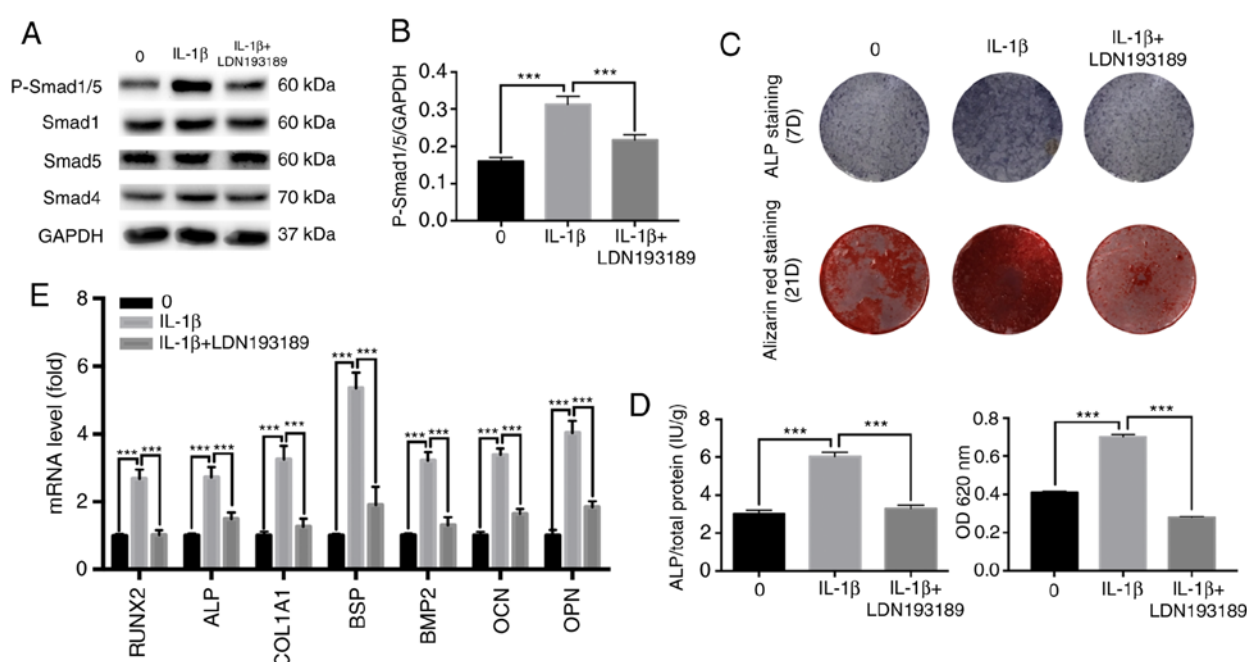 A
0
IL-1β
IL-1β+
LDN193189
P-Smad1/5
60 kDa
Smad1
60 kDa
Smad5
60 kDa
Smad4
70 kDa
GAPDH
37 kDa
B
P-Smad1/5/GAPDH
0.4
0.3
0.2
0.1
0.0
***
***
0
IL-1β
IL-1β+
LDN193189
C
0
IL-1β
IL-1β+
LDN193189
ALP staining
(7D)
Alizarin red staining
(21D)
E
mRNA level (fold)
8
6
4
2
0
0
IL-1β
IL-1β+LDN193189
*** ***
*** ***
*** ***
*** ***
*** ***
*** ***
*** ***
RUNX2
ALP
COL1A1
BSP
BMP2
OCN
OPN
D
ALP/total protein (IU/g)
8
6
4
2
0
***
***
0
IL-1β
IL-1β+
LDN193189
OD 620 nm
0.8
0.6
0.4
0.2
0.0
***
***
0
IL-1β
IL-1β+
LDN193189